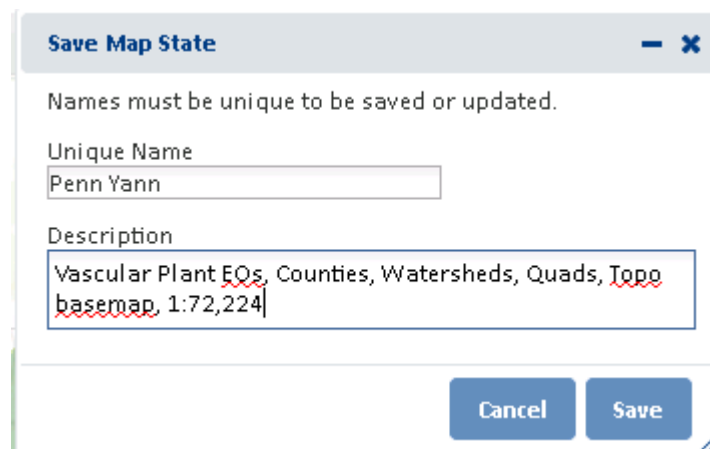 Save Map State
Names must be unique to be saved or updated.
Unique Name
Penn Yann
Description
Vascular Plant EOs, Counties, Watersheds, Quads, Topo
basemap, 1:72,224
Cancel Save